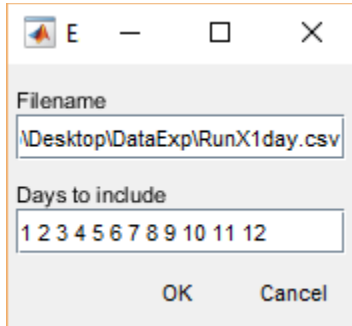 E
Filename
\Desktop\DataExp\RunX1day.csv
Days to include
1 2 3 4 5 6 7 8 9 10 11 12
OK Cancel